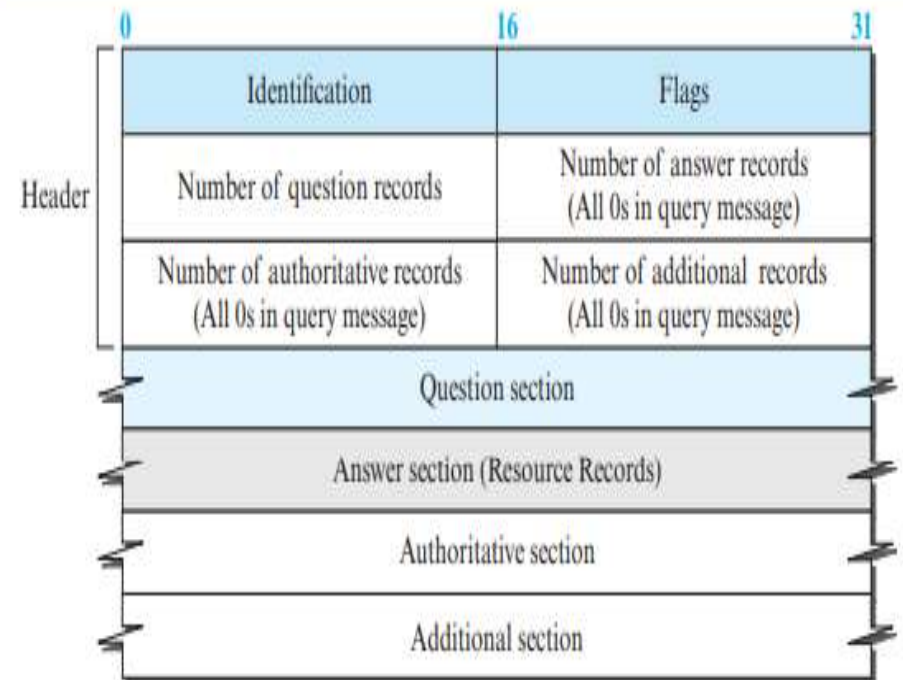 0 16 31
Identification Flags
Header
Number of question records
Number of answer records
(All 0s in query message)
Number of authoritative records
(All 0s in query message)
Number of additional records
(All 0s in query message)
Question section
Answer section (Resource Records)
Authoritative section
Additional section